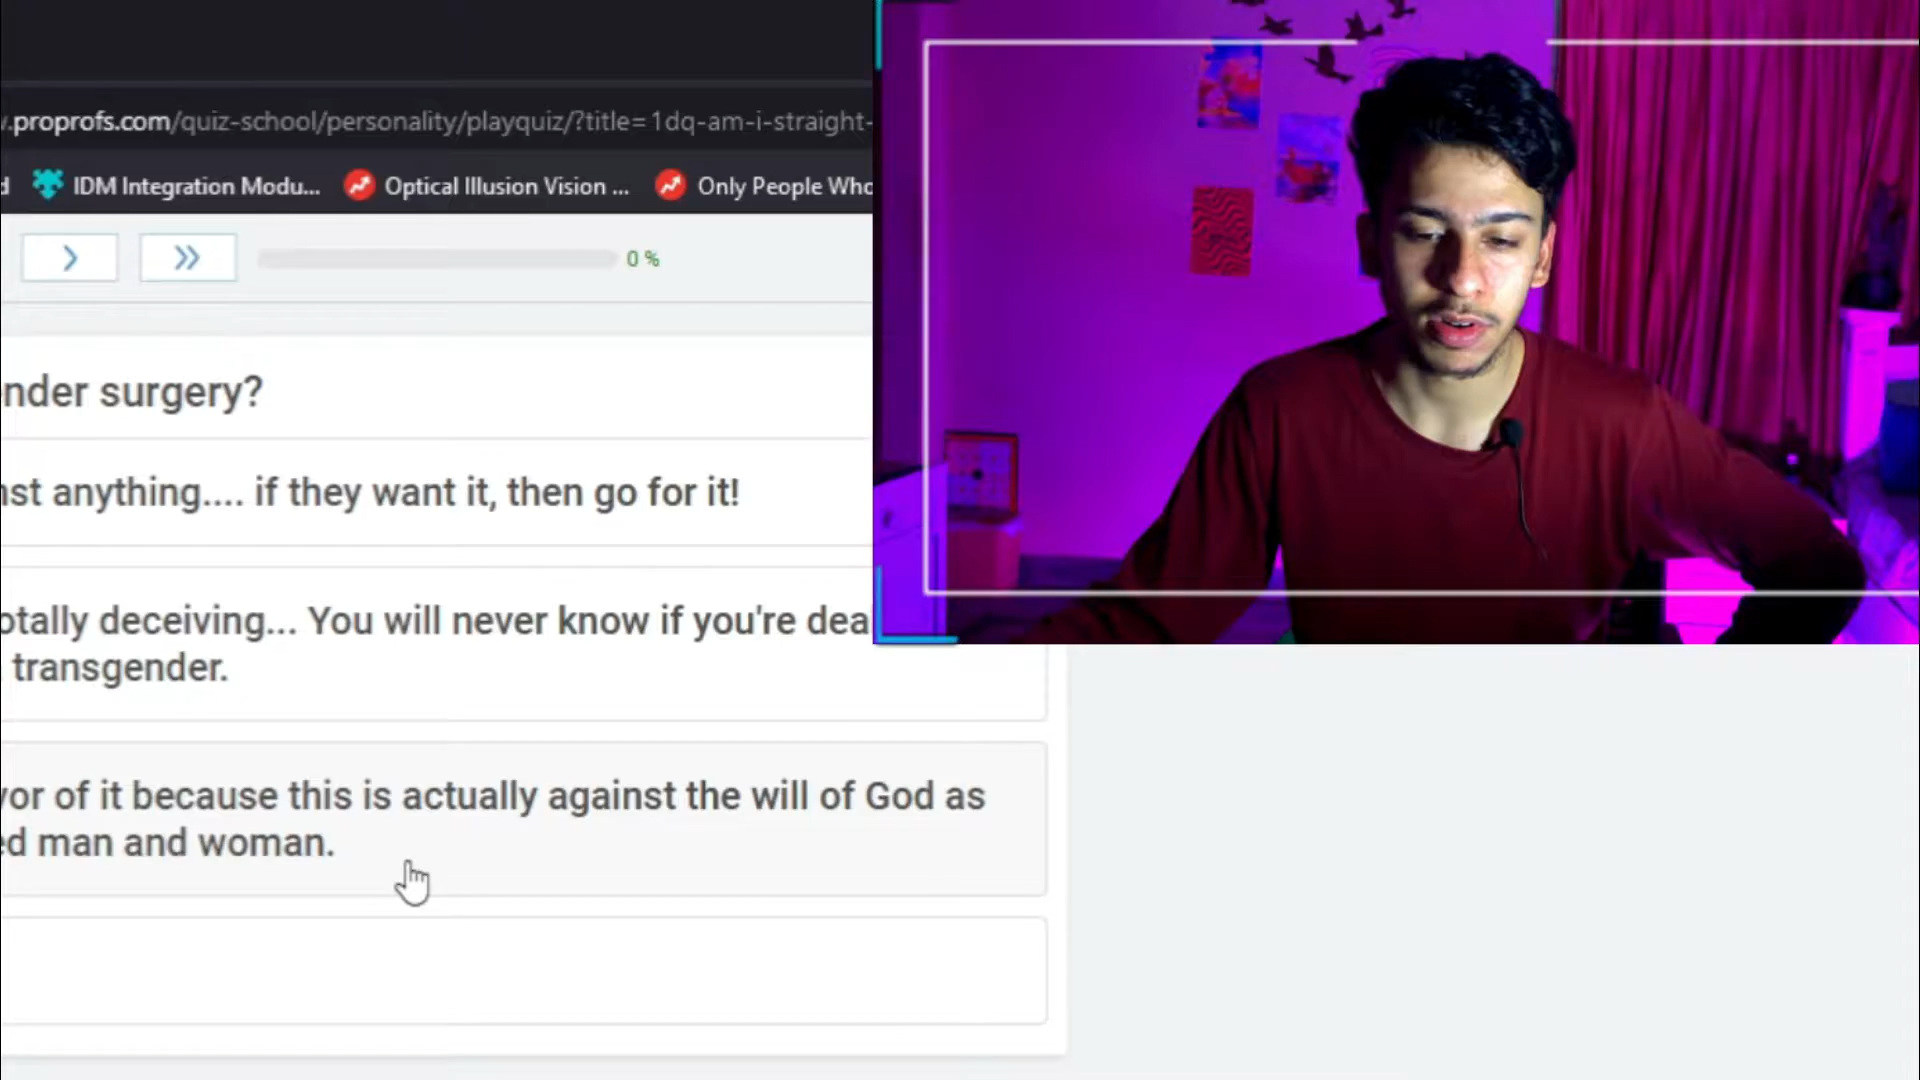 .proprofs.com/quiz-school/personality/playquiz/?title=1dq-am-i-straight-
d IDM Integration Modu... Optical Illusion Vision ... Only People Who
0 %
nder surgery?
nst anything.... if they want it, then go for it!
otally deceiving... You will never know if you're dea
transgender.
vor of it because this is actually against the will of God as
ed man and woman.